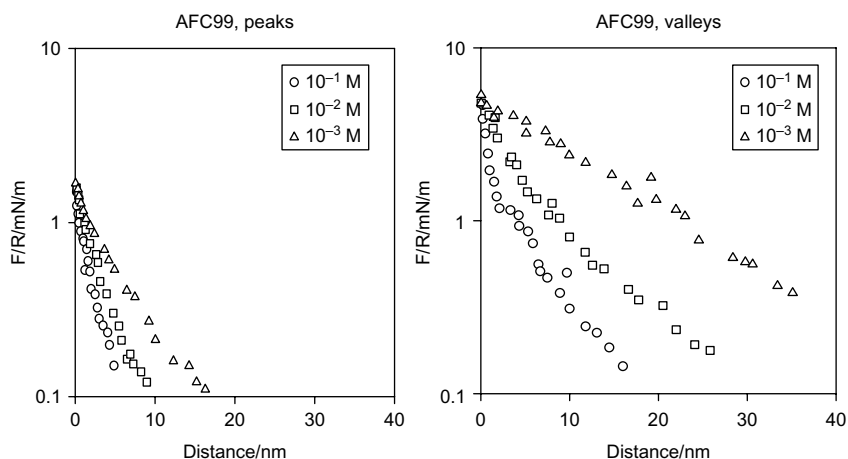 AFC99, peaks
10
1
0.1
F/R/mN/m
10⁻¹ M
10⁻² M
10⁻³ M
0 10 20 30 40
Distance/nm
AFC99, valleys
10
1
0.1
F/R/mN/m
10⁻¹ M
10⁻² M
10⁻³ M
0 10 20 30 40
Distance/nm